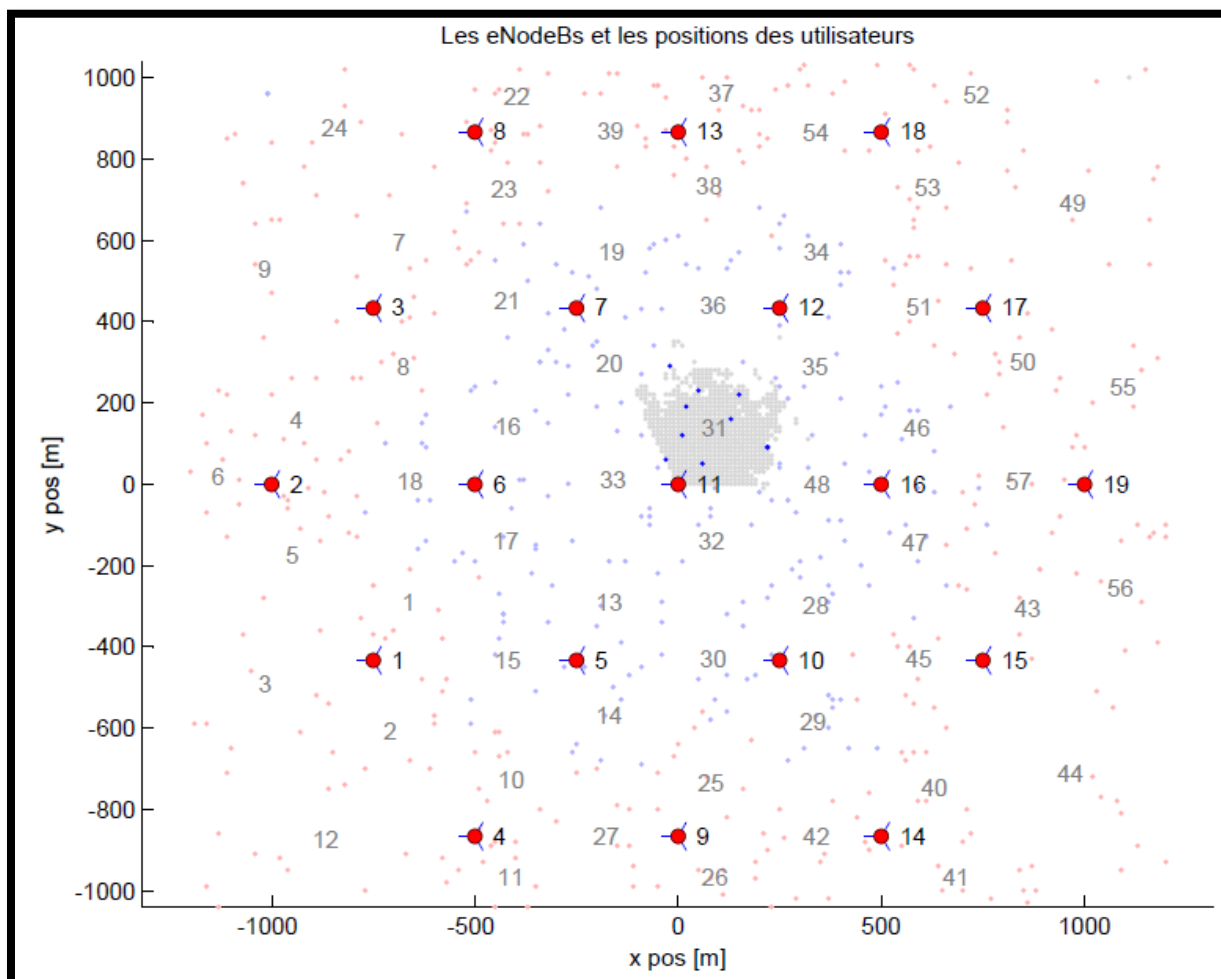 Les eNodeBs et les positions des utilisateurs
1000
800
600
400
200
0
-200
-400
-600
-800
-1000
y pos [m]
22 37 52
24 8 39 13 54 18
23 38 53 49
7 19 34
9 21 36 51
3 7 12 17
8 20 35 50 55
4 16 31 46
6 2 18 6 33 11 48 16 57 19
5 17 32 47
1 13 28 43 56
1 15 5 30 10 45 15
3 2 14 29
10 25 40 44
12 4 27 9 42 14
11 26 41
-1000 -500 0 500 1000
x pos [m]